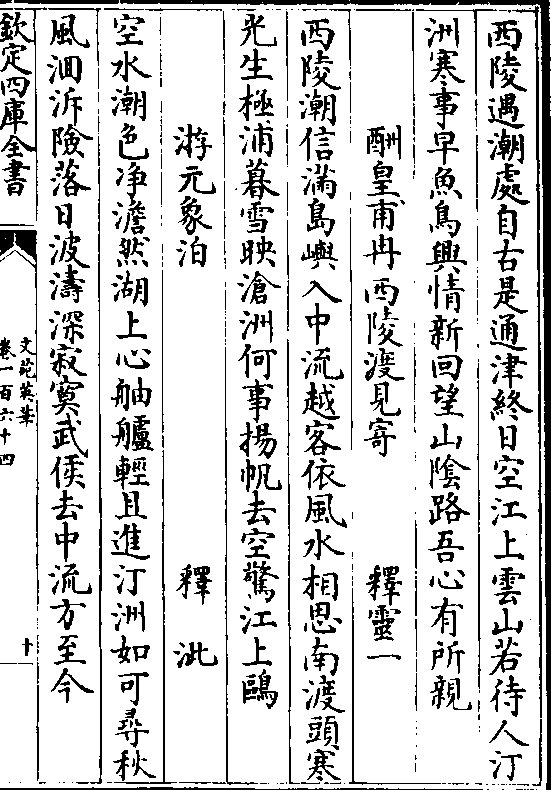 西陵遇潮處自古是通津終日空江上雲山若待人汀
洲寒事早魚鳥興情新回望山陰路吾心有所親
酬皇甫冉西陵渡見寄　釋靈一
西陵潮信滿島嶼入中流越客依風水相思南渡頭寒
光生極浦暮雪映滄洲何事揚帆去空驚江上鷗
游元象泊　釋泚
空水潮色净澹然湖上心舳艫輕且進汀洲如可尋秋
風洄泝險落日波濤深寂寞武侯去中流方至今
欽定四庫全書
文苑英華
卷一百六十四
十